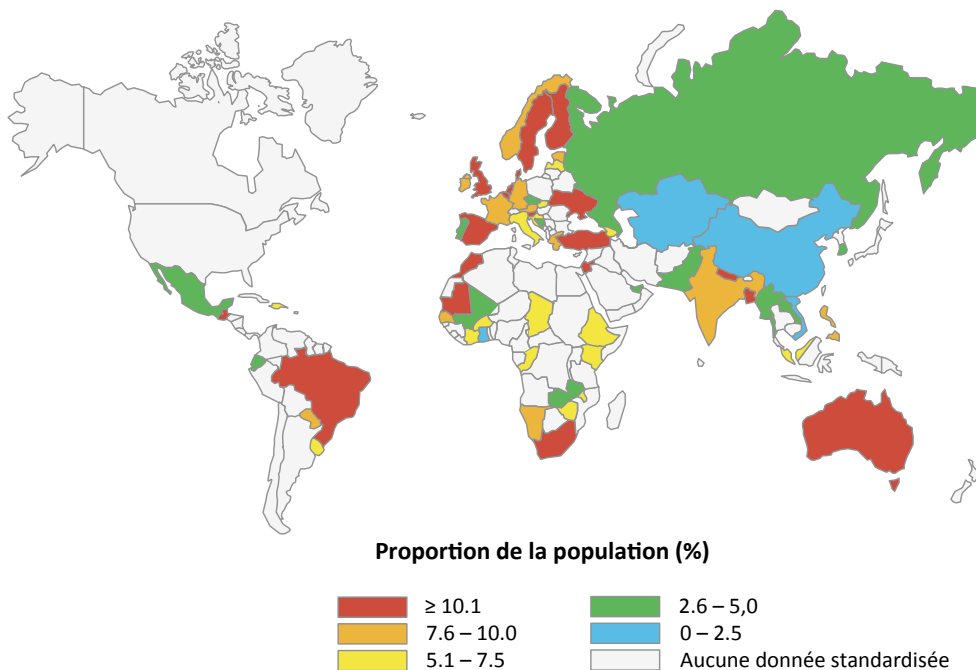 Proportion de la population (%)
≥ 10.1
7.6 – 10.0
5.1 – 7.5
2.6 – 5,0
0 – 2.5
Aucune donnée standardisée